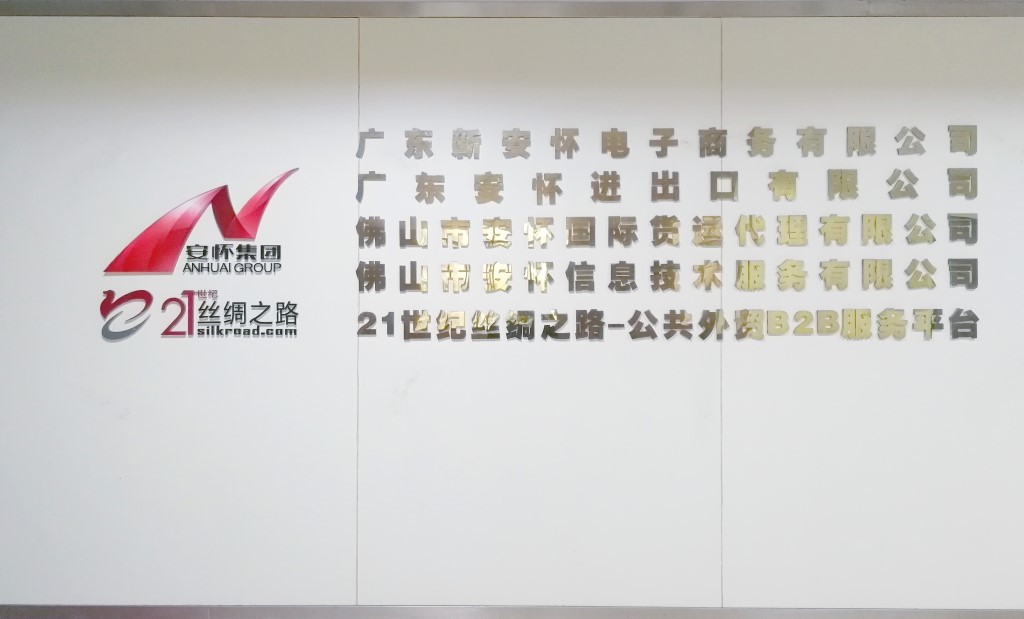 安怀集团
ANHUAI GROUP
21世纪
丝绸之路
silkroad.com
广东新安怀电子商务有限公司
广东安怀进出口有限公司
佛山市安怀国际货运代理有限公司
佛山市安怀信息技术服务有限公司
21世纪丝绸之路-公共外贸B2B服务平台